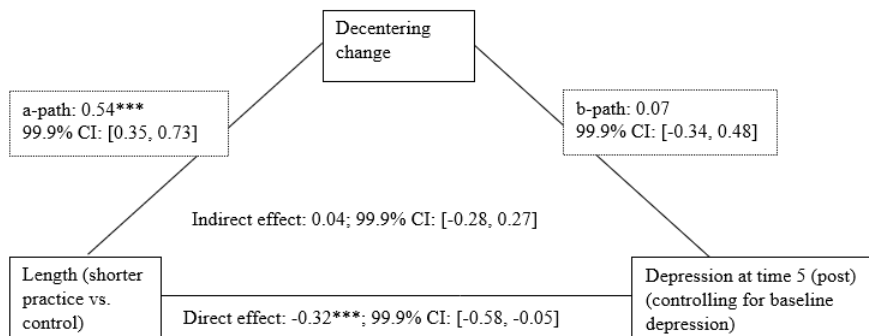 Decentering
change
a-path: 0.54***
99.9% CI: [0.35, 0.73]
b-path: 0.07
99.9% CI: [-0.34, 0.48]
Indirect effect: 0.04; 99.9% CI: [-0.28, 0.27]
Length (shorter
practice vs.
control)
Direct effect: -0.32***; 99.9% CI: [-0.58, -0.05]
Depression at time 5 (post)
(controlling for baseline
depression)